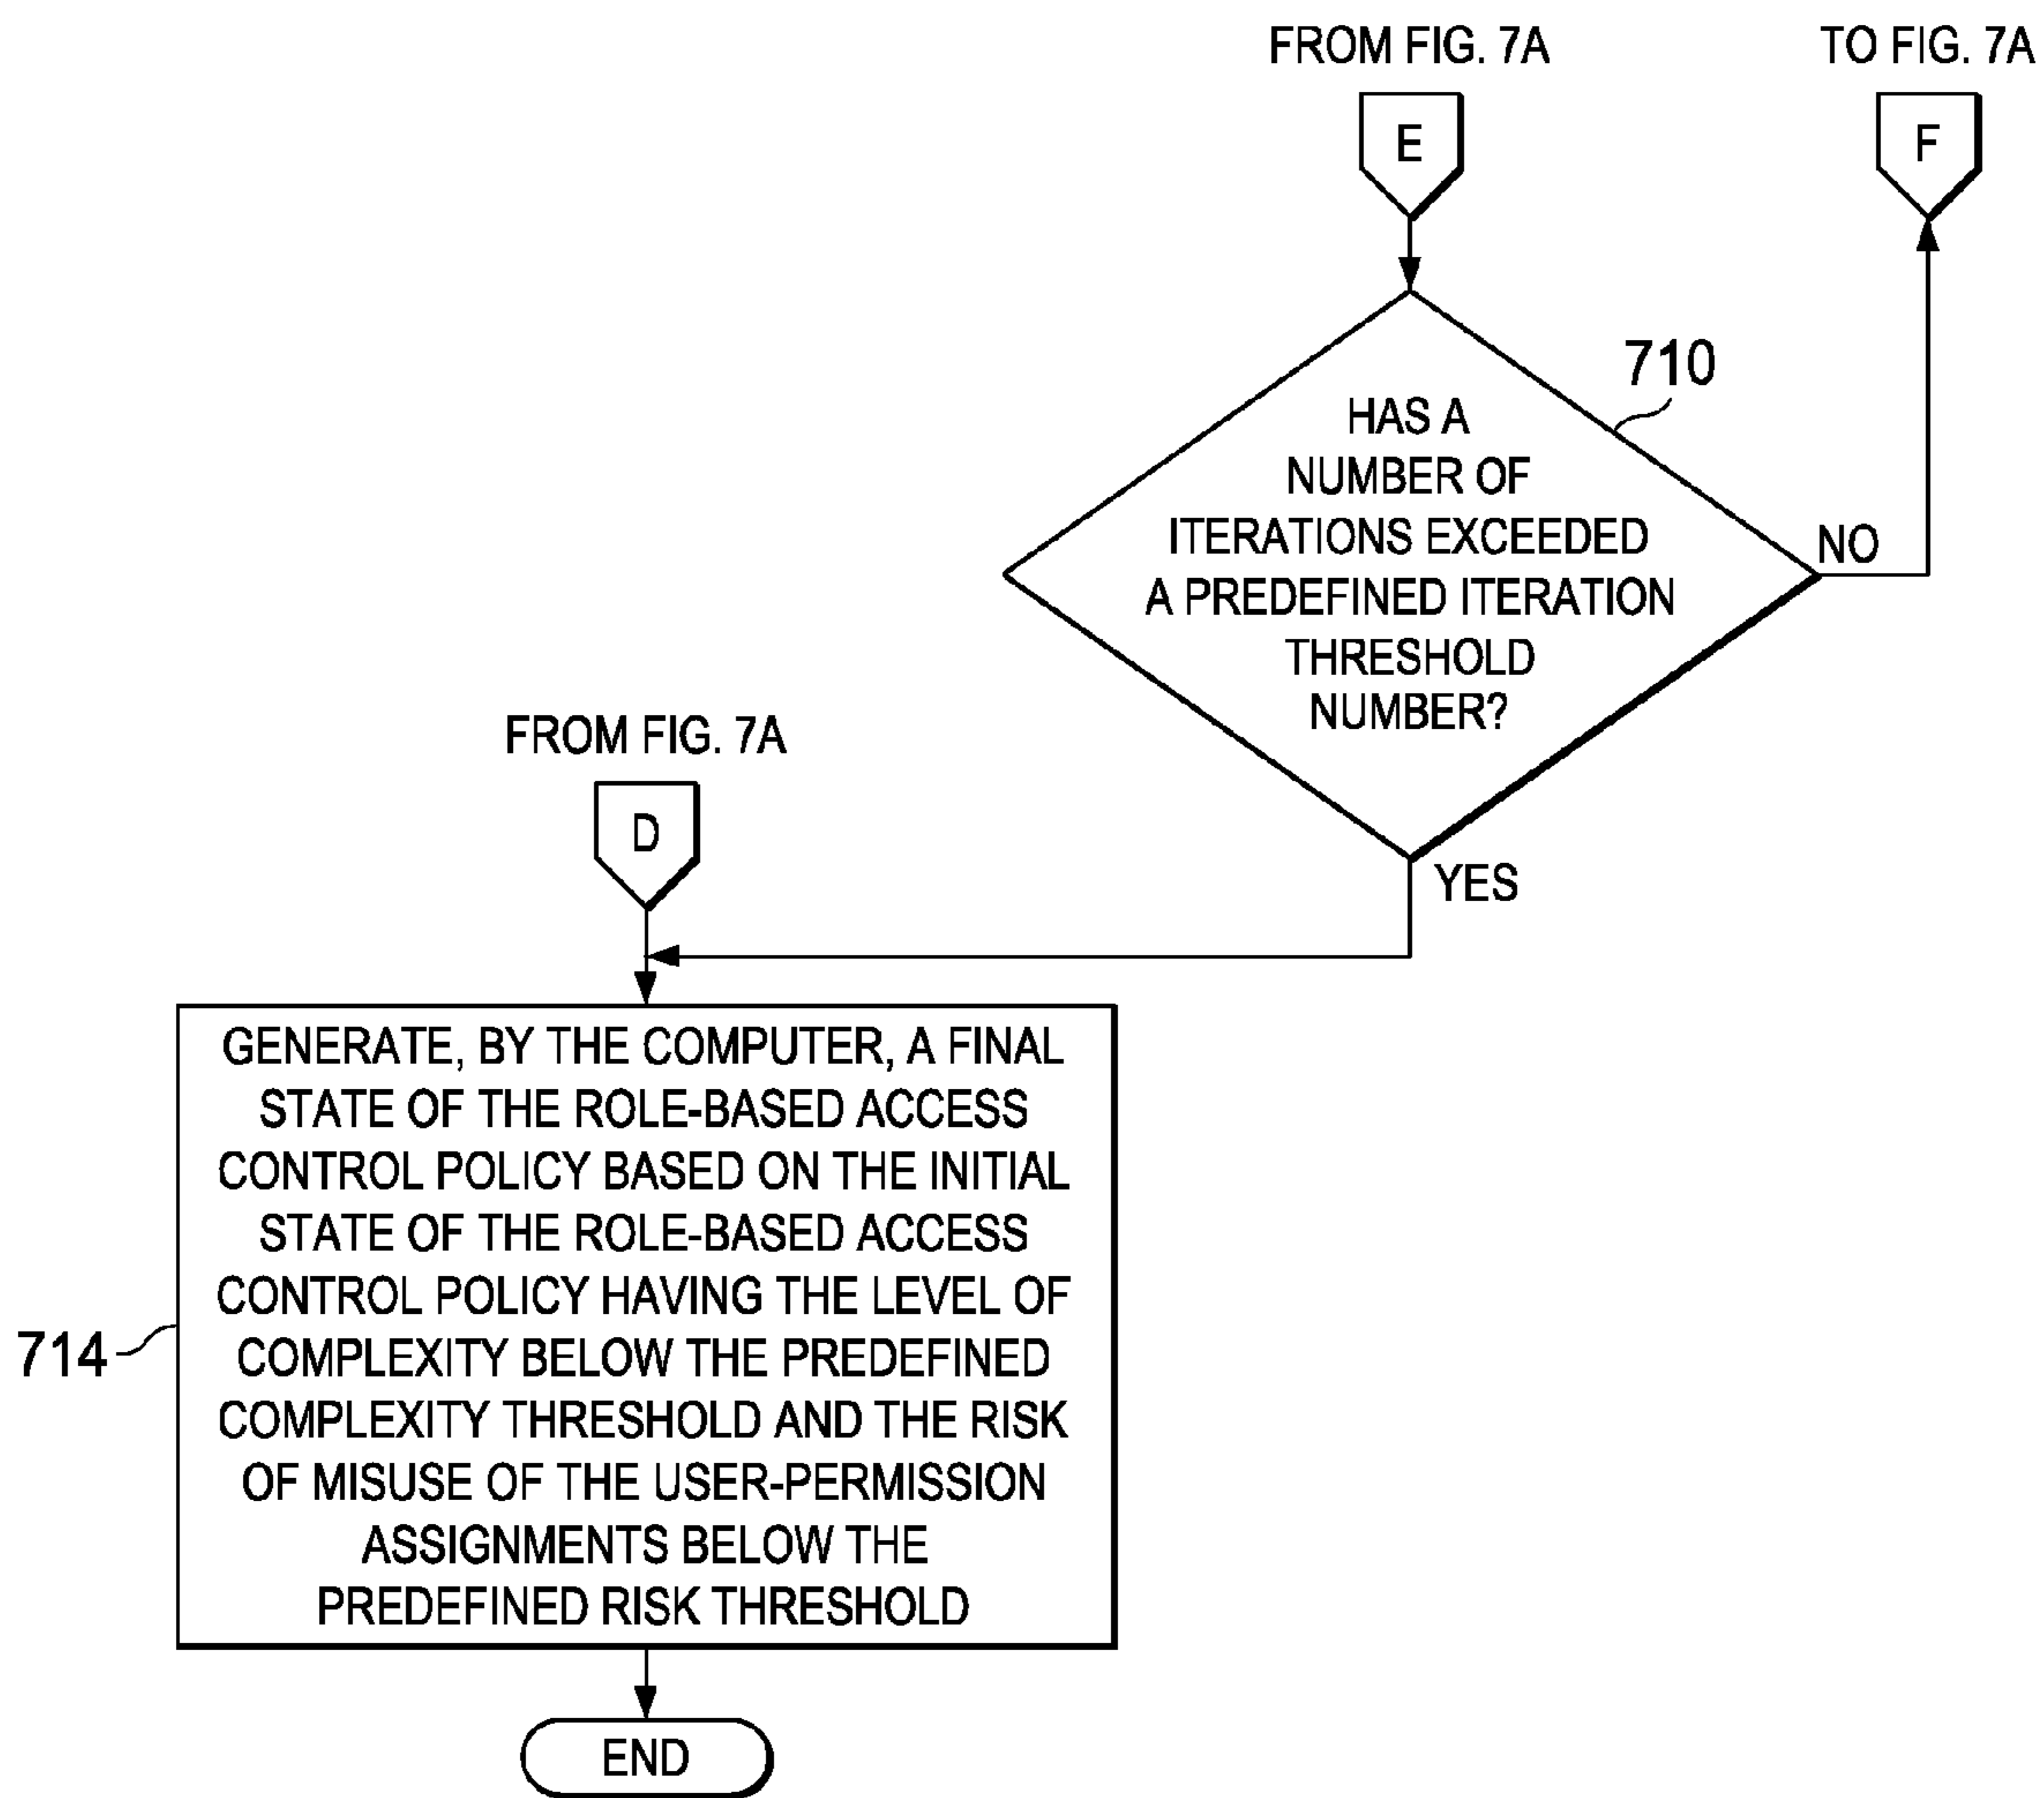 FROM FIG. 7A
TO FIG. 7A
E
F
710
HAS A
NUMBER OF
ITERATIONS EXCEEDED
A PREDEFINED ITERATION
THRESHOLD
NUMBER?
NO
YES
FROM FIG. 7A
D
714
GENERATE, BY THE COMPUTER, A FINAL
STATE OF THE ROLE-BASED ACCESS
CONTROL POLICY BASED ON THE INITIAL
STATE OF THE ROLE-BASED ACCESS
CONTROL POLICY HAVING THE LEVEL OF
COMPLEXITY BELOW THE PREDEFINED
COMPLEXITY THRESHOLD AND THE RISK
OF MISUSE OF THE USER-PERMISSION
ASSIGNMENTS BELOW THE
PREDEFINED RISK THRESHOLD
END